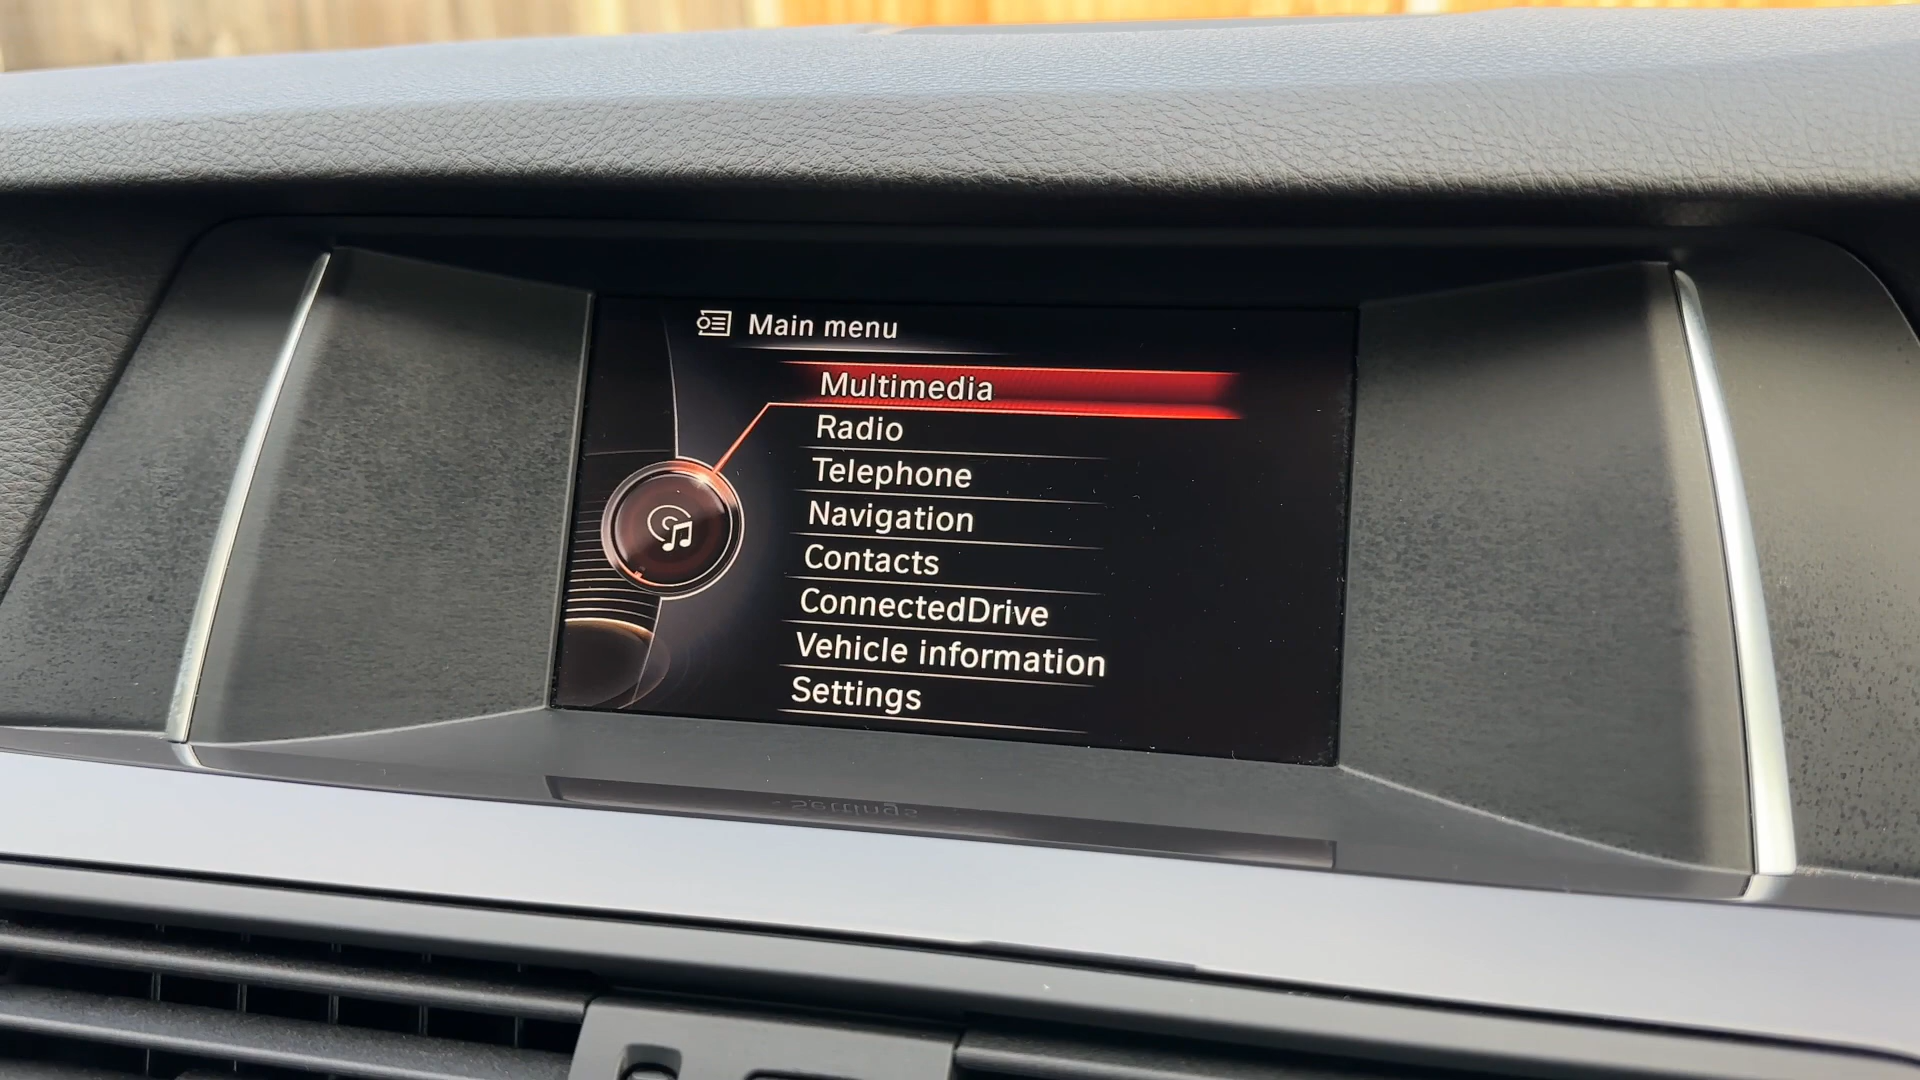 Main menu
Multimedia
Radio
Telephone
Navigation
Contacts
ConnectedDrive
Vehicle information
Settings